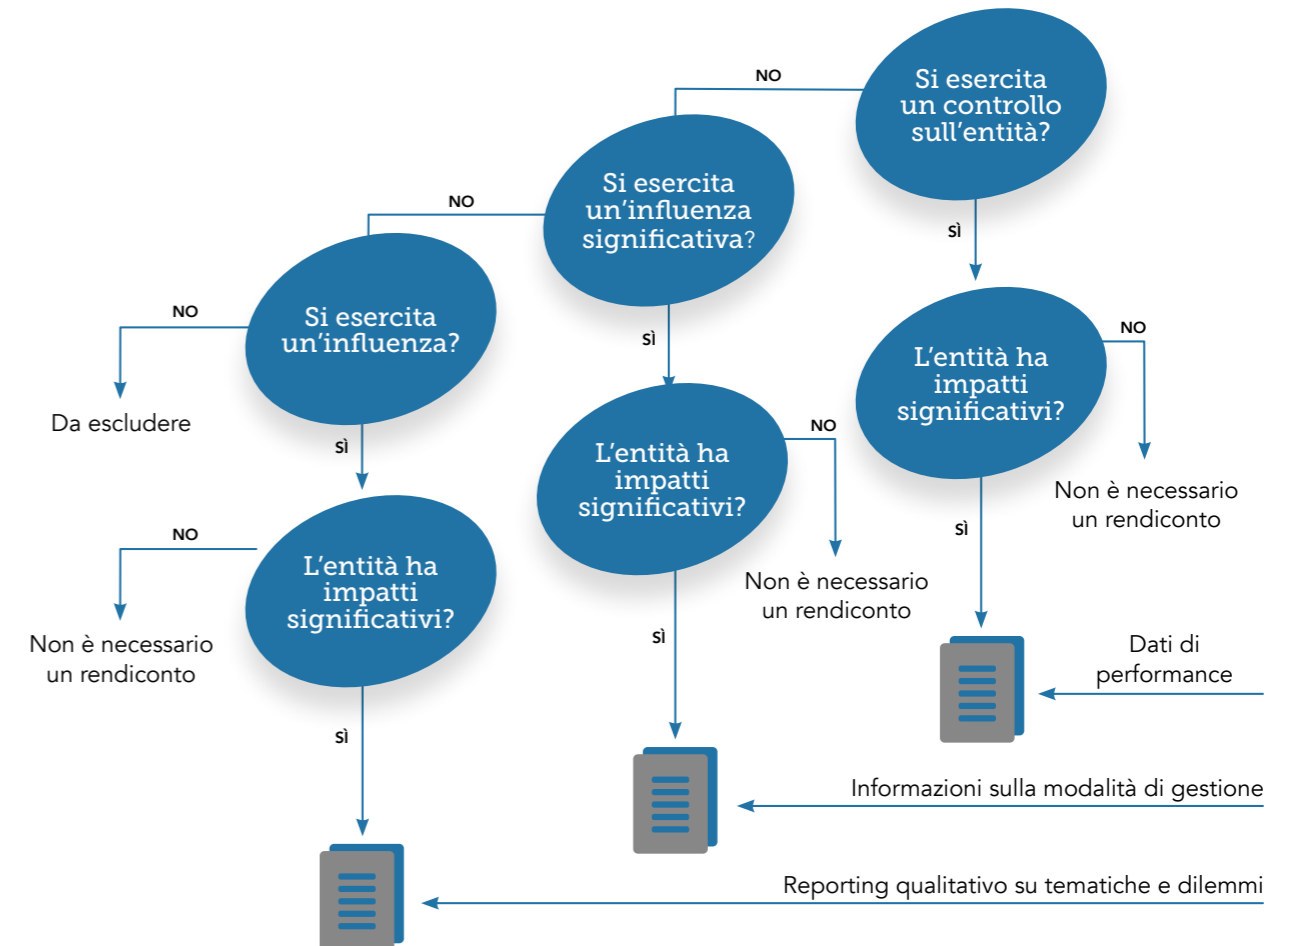 Si esercita
un controllo
sull'entità?
NO
SÌ
Si esercita
un'influenza
significativa?
NO
SÌ
Si esercita
un'influenza?
NO
Da escludere
SÌ
L'entità ha
impatti
significativi?
NO
Non è necessario
un rendiconto
SÌ
L'entità ha
impatti
significativi?
NO
Non è necessario
un rendiconto
SÌ
L'entità ha
impatti
significativi?
NO
Non è necessario
un rendiconto
SÌ
Dati di
performance
Informazioni sulla modalità di gestione
Reporting qualitativo su tematiche e dilemmi